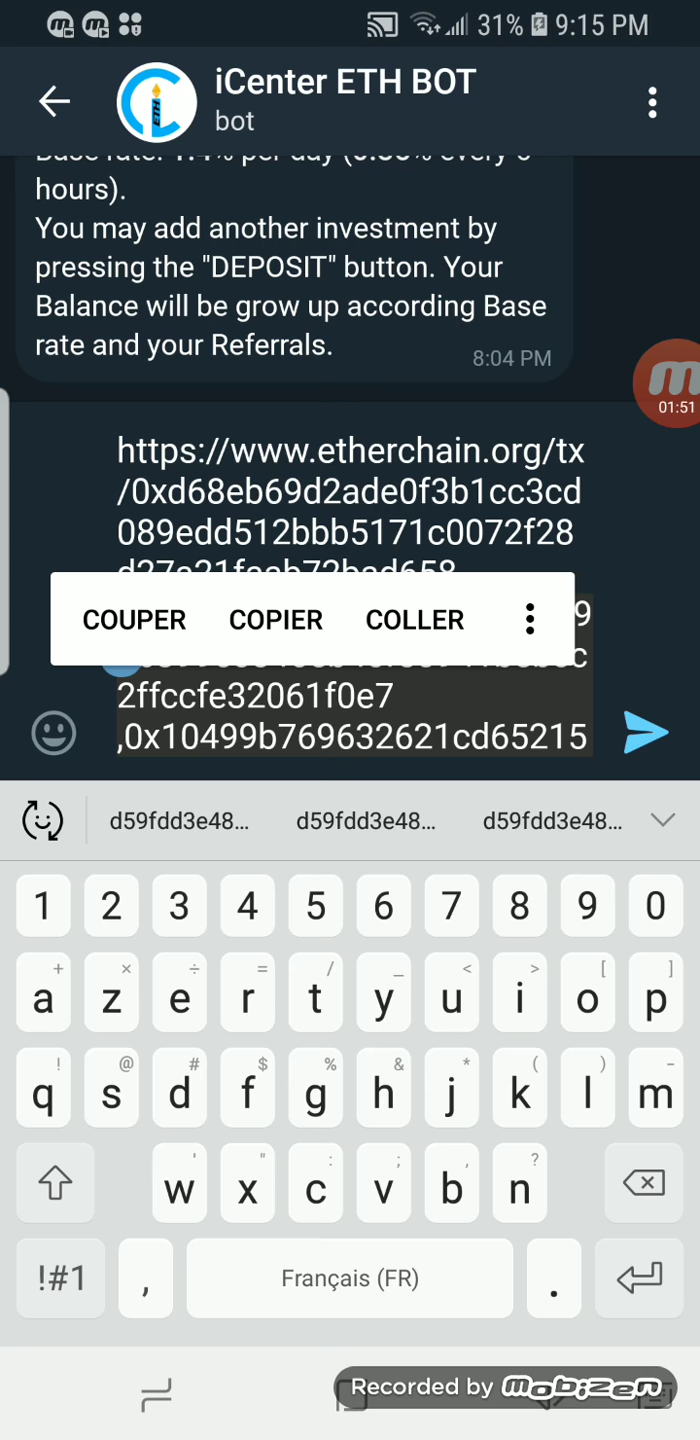 31% 9:15 PM
iCenter ETH BOT
bot
hours).
You may add another investment by
pressing the "DEPOSIT" button. Your
Balance will be grow up according Base
rate and your Referrals.
8:04 PM
01:51
https://www.etherchain.org/tx
/0xd68eb69d2ade0f3b1cc3cd
089edd512bbb5171c0072f28
COUPER COPIER COLLER
2ffccfe32061f0e7
,0x10499b769632621cd65215
d59fdd3e48... d59fdd3e48... d59fdd3e48...
1 2 3 4 5 6 7 8 9 0
+ × ÷ = / _ < > [ ]
a z e r t y u i o p
! @ # $ % & * ( ) -
q s d f g h j k l m
' " : ; , ?
w x c v b n
!#1 , Français (FR) .
Recorded by mobizen